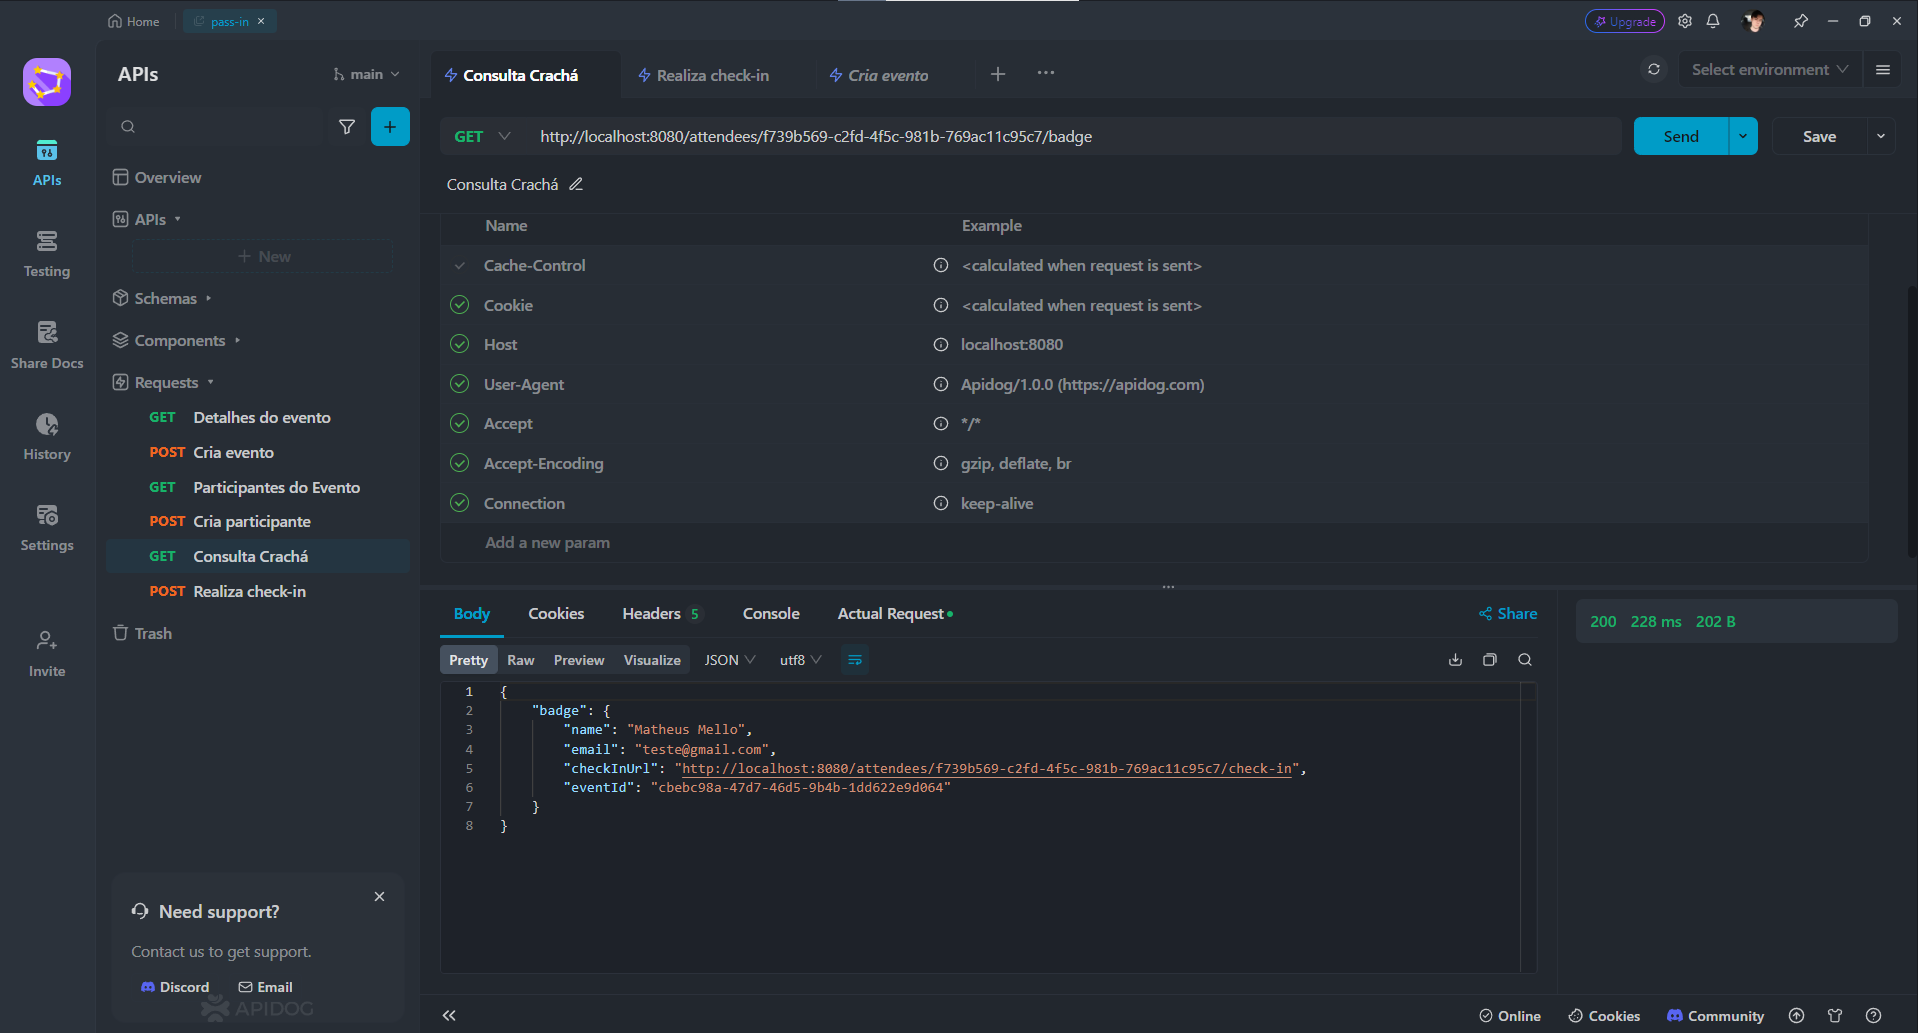 Home
pass-in
Upgrade
APIs
main
Consulta Crachá
Realiza check-in
Cria evento
Select environment
APIs
Testing
Share Docs
History
Settings
Invite
Overview
APIs
New
Schemas
Components
Requests
GET Detalhes do evento
POST Cria evento
GET Participantes do Evento
POST Cria participante
GET Consulta Crachá
POST Realiza check-in
Trash
Need support?
Contact us to get support.
Discord Email
APIDOG
GET http://localhost:8080/attendees/f739b569-c2fd-4f5c-981b-769ac11c95c7/badge
Send
Save
Consulta Crachá
Name Example
Cache-Control <calculated when request is sent>
Cookie <calculated when request is sent>
Host localhost:8080
User-Agent Apidog/1.0.0 (https://apidog.com)
Accept */*
Accept-Encoding gzip, deflate, br
Connection keep-alive
Add a new param
Body Cookies Headers 5 Console Actual Request
Share
200 228 ms 202 B
Pretty Raw Preview Visualize JSON utf8
1 {
2 "badge": {
3 "name": "Matheus Mello",
4 "email": "teste@gmail.com",
5 "checkInUrl": "http://localhost:8080/attendees/f739b569-c2fd-4f5c-981b-769ac11c95c7/check-in",
6 "eventId": "cbebc98a-47d7-46d5-9b4b-1dd622e9d064"
7 }
8 }
Online Cookies Community